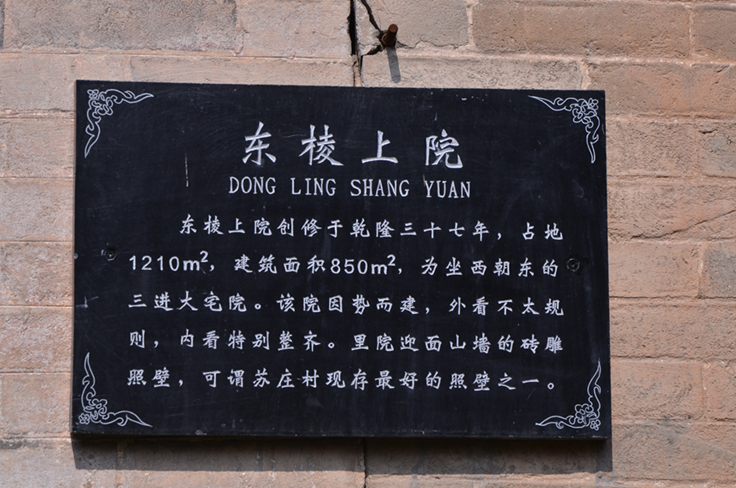 东棱上院
DONG LING SHANG YUAN
东棱上院创修于乾隆三十七年，占地
1210m²，建筑面积850m²，为坐西朝东的
三进大宅院。该院因势而建，外看不太规
则，内看特别整齐。里院迎面山墙的砖雕
照壁，可谓苏庄村现存最好的照壁之一。